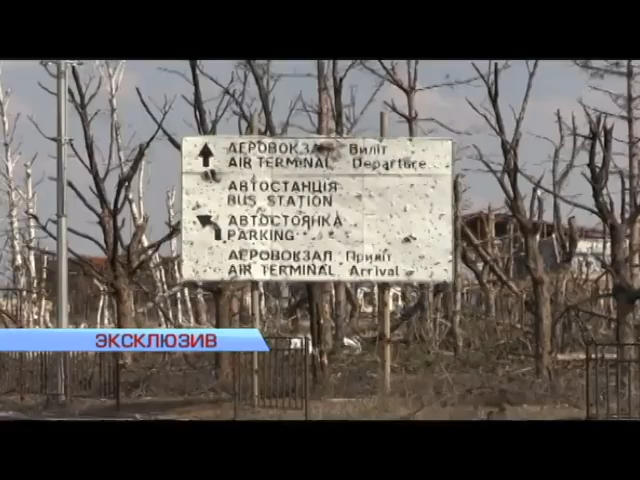 АЕРОВОКЗАЛ Виліт
AIR TERMINAL Departure
АВТОСТАНЦІЯ
BUS STATION
АВТОСТОЯНКА
PARKING
АЕРОВОКЗАЛ Приліт
AIR TERMINAL Arrival
ЭКСКЛЮЗИВ